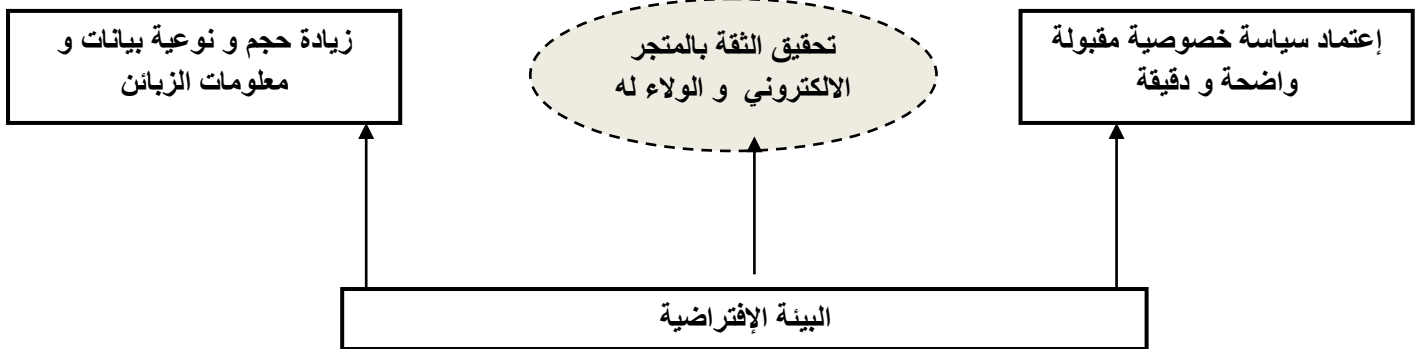 إعتماد سياسة خصوصية مقبولة
واضحة و دقيقة
تحقيق الثقة بالمتجر
الالكتروني و الولاء له
زيادة حجم و نوعية بيانات و
معلومات الزبائن
البيئة الإفتراضية